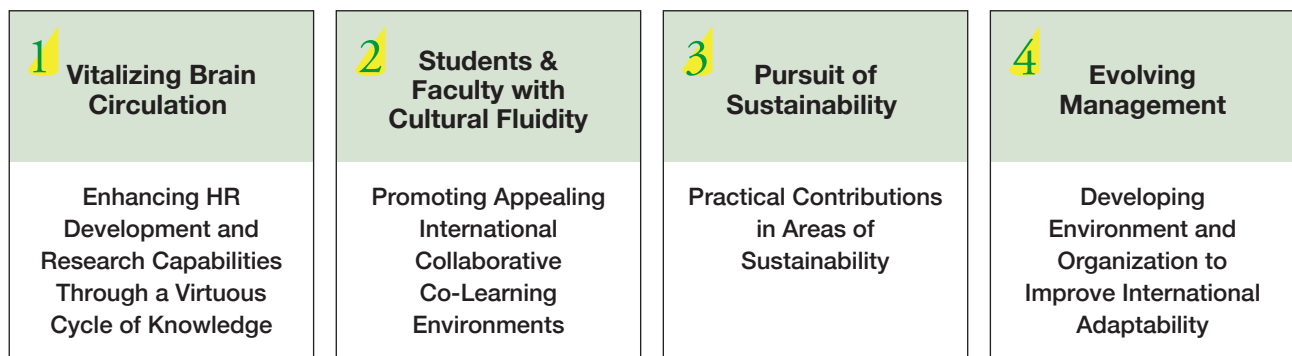 1
Vitalizing Brain
Circulation
Enhancing HR
Development and
Research Capabilities
Through a Virtuous
Cycle of Knowledge
2
Students &
Faculty with
Cultural Fluidity
Promoting Appealing
International
Collaborative
Co-Learning
Environments
3
Pursuit of
Sustainability
Practical Contributions
in Areas of
Sustainability
4
Evolving
Management
Developing
Environment and
Organization to
Improve International
Adaptability